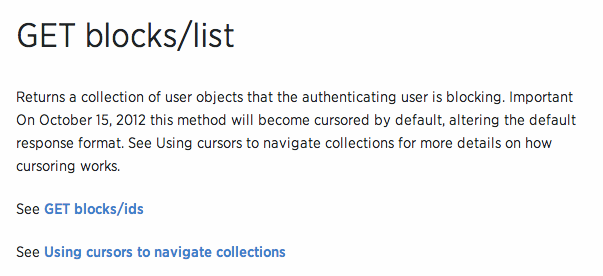 GET blocks/list
Returns a collection of user objects that the authenticating user is blocking. Important
On October 15, 2012 this method will become cursored by default, altering the default
response format. See Using cursors to navigate collections for more details on how
cursoring works.
See GET blocks/ids
See Using cursors to navigate collections